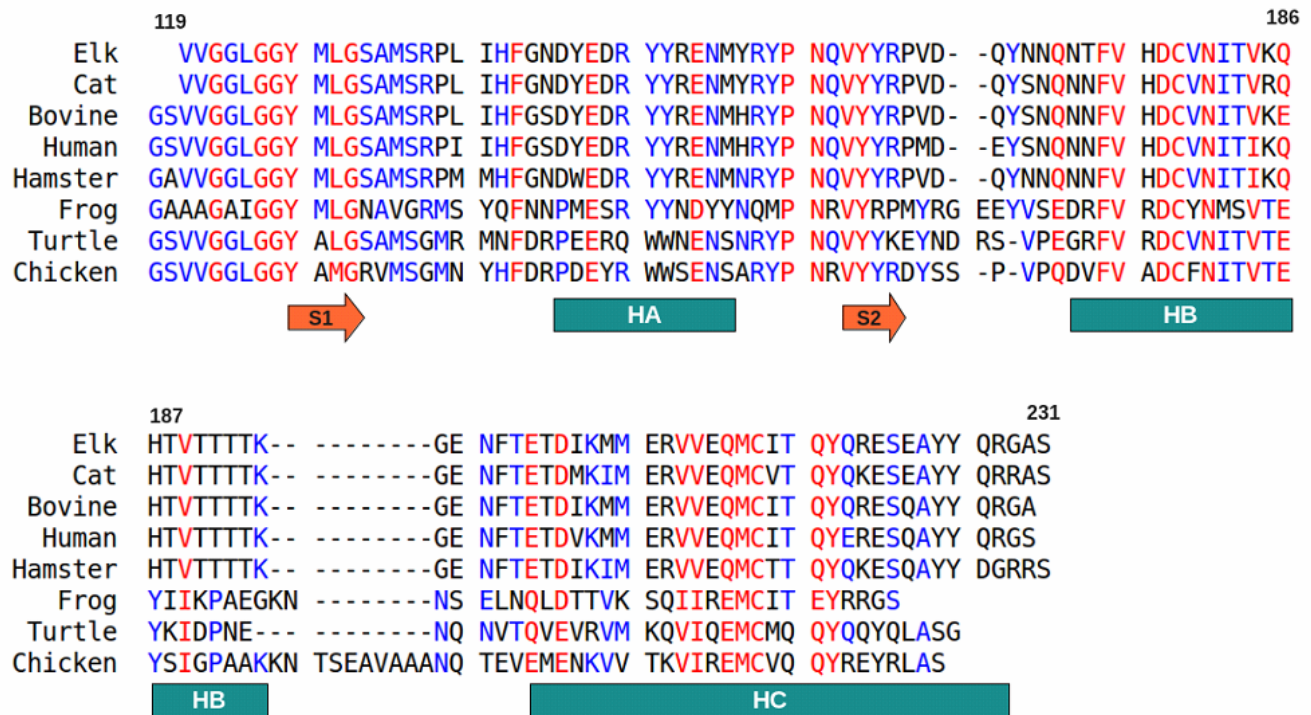 119 186
Elk VVGGLGGY MLGSAMSRPL IHFGNDYEDR YYRENMYRYP NQVYYRPVD- -QYNNQNTFV HDCVNITVKQ
Cat VVGGLGGY MLGSAMSRPL IHFGNDYEDR YYRENMYRYP NQVYYRPVD- -QYSNQNNFV HDCVNITVRQ
Bovine GSVVGGLGGY MLGSAMSRPL IHFGSDYEDR YYRENMHRYP NQVYYRPVD- -QYSNQNNFV HDCVNITVKE
Human GSVVGGLGGY MLGSAMSRPI IHFGSDYEDR YYRENMHRYP NQVYYRPMD- -EYSNQNNFV HDCVNITIKQ
Hamster GAVVGGLGGY MLGSAMSRPM MHFGNDWEDR YYRENMNRYP NQVYYRPVD- -QYNNQNNFV HDCVNITIKQ
Frog GAAAGAIGGY MLGNAVGRMS YQFNNPMESR YYNDYYNQMP NRVYRPMYRG EEYVSEDRFV RDCYNMSVTE
Turtle GSVVGGLGGY ALGSAMSGMR MNFDRPEERQ WWNENSNRYP NQVYYKEYND RS-VPEGRFV RDCVNITVTE
Chicken GSVVGGLGGY AMGRVMSGMN YHFDRPDEYR WWSENSARYP NRVYYRDYSS -P-VPQDVFV ADCFNITVTE
S1 HA S2 HB
187 231
Elk HTVTTTTK-- --------GE NFTETDIKMM ERVVEQMCIT QYQRESEAYY QRGAS
Cat HTVTTTTK-- --------GE NFTETDMKIM ERVVEQMCVT QYQKESEAYY QRRAS
Bovine HTVTTTTK-- --------GE NFTETDIKMM ERVVEQMCIT QYQRESQAYY QRGA
Human HTVTTTTK-- --------GE NFTETDVKMM ERVVEQMCIT QYERESQAYY QRGS
Hamster HTVTTTTK-- --------GE NFTETDIKIM ERVVEQMCTT QYQKESQAYY DGRRS
Frog YIIKPAEGKN --------NS ELNQLDTTVK SQIIREMCIT EYRRGS
Turtle YKIDPNE--- --------NQ NVTQVEVRVM KQVIQEMCMQ QYQQYQLASG
Chicken YSIGPAAKKN TSEAVAAANQ TEVEMENKVV TKVIREMCVQ QYREYRLAS
HB HC